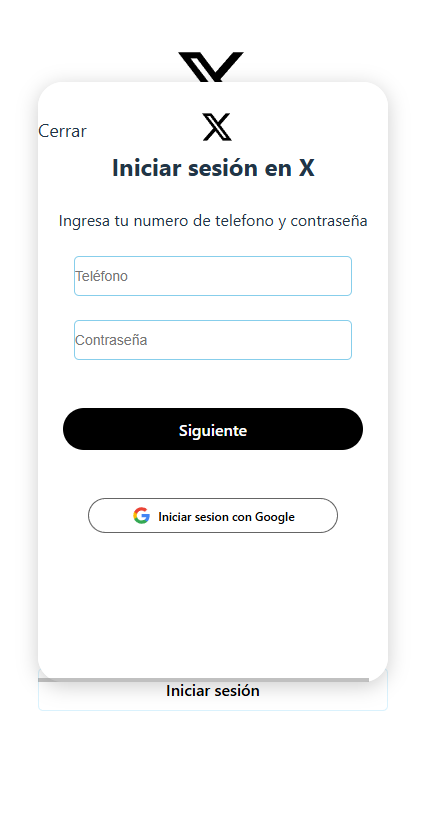 Cerrar
Iniciar sesión en X
Ingresa tu numero de telefono y contraseña
Teléfono
Contraseña
Siguiente
Iniciar sesion con Google
Iniciar sesión